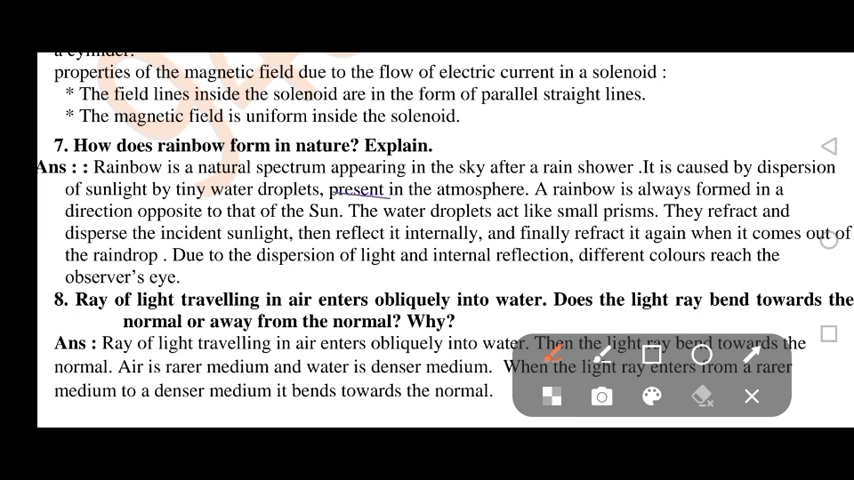 a cylinder.
properties of the magnetic field due to the flow of electric current in a solenoid :
* The field lines inside the solenoid are in the form of parallel straight lines.
* The magnetic field is uniform inside the solenoid.
7. How does rainbow form in nature? Explain.
Ans : : Rainbow is a natural spectrum appearing in the sky after a rain shower .It is caused by dispersion
of sunlight by tiny water droplets, present in the atmosphere. A rainbow is always formed in a
direction opposite to that of the Sun. The water droplets act like small prisms. They refract and
disperse the incident sunlight, then reflect it internally, and finally refract it again when it comes out of
the raindrop . Due to the dispersion of light and internal reflection, different colours reach the
observer's eye.
8. Ray of light travelling in air enters obliquely into water. Does the light ray bend towards the
normal or away from the normal? Why?
Ans : Ray of light travelling in air enters obliquely into water. Then the light ray bend towards the
normal. Air is rarer medium and water is denser medium. When the light ray enters from a rarer
medium to a denser medium it bends towards the normal.